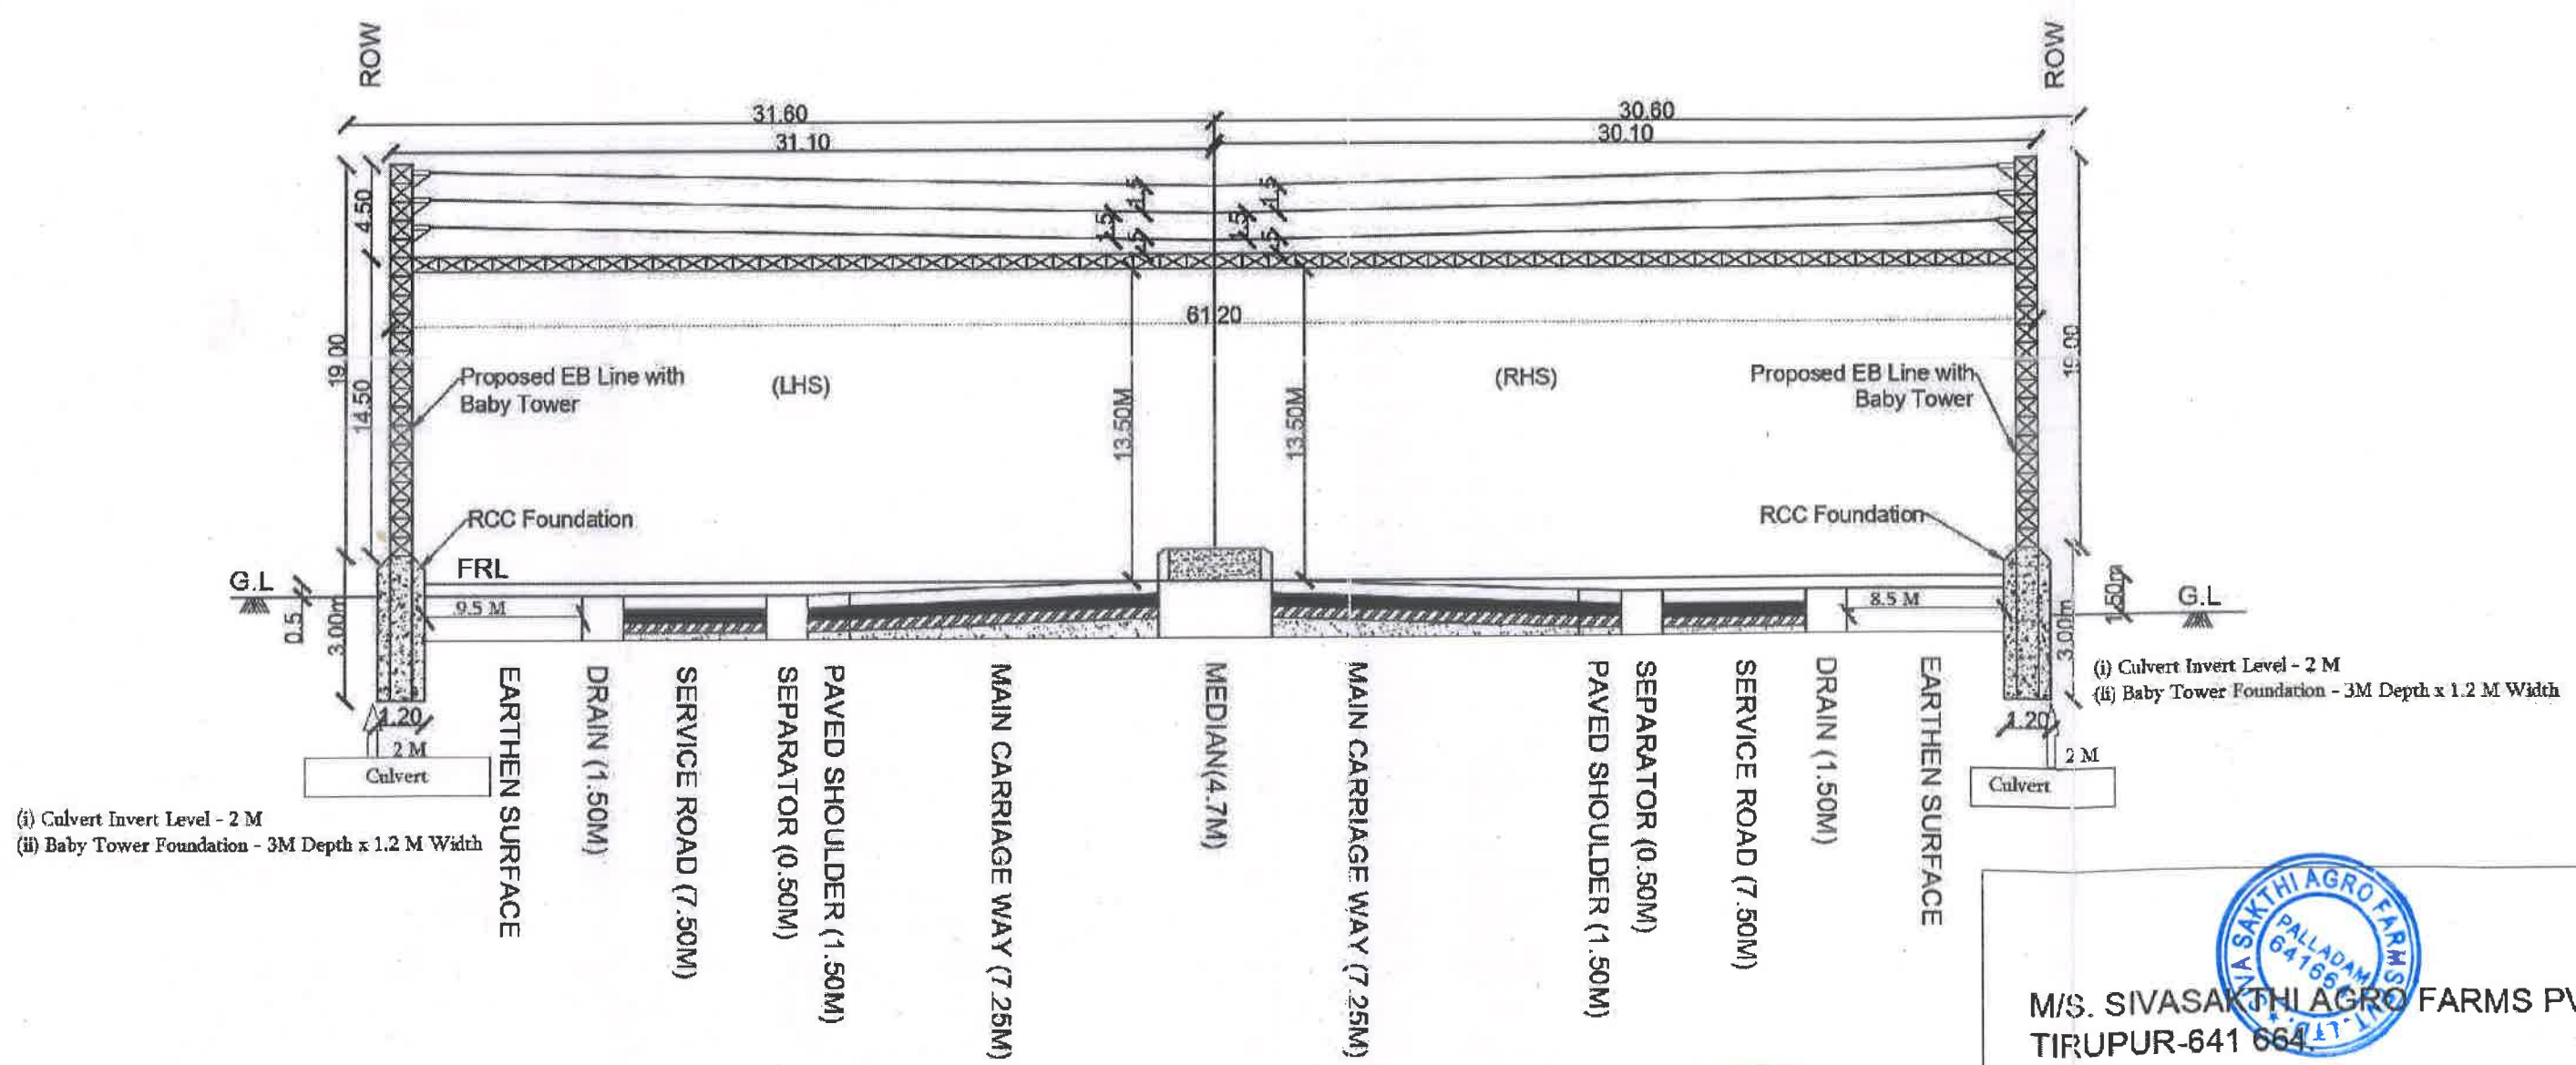 ROW
ROW
31.60
30.60
31.10
30.10
4.50
1.5
1.5
1.5
1.5
1.5
1.5
61.20
19.00
14.50
19.00
Proposed EB Line with
Baby Tower
(LHS)
13.50M
13.50M
(RHS)
Proposed EB Line with
Baby Tower
RCC Foundation
RCC Foundation
FRL
G.L
G.L
0.5
3.00m
9.5 M
8.5 M
3.00m
1.50m
1.20
2 M
Culvert
1.20
2 M
Culvert
(i) Culvert Invert Level - 2 M
(ii) Baby Tower Foundation - 3M Depth x 1.2 M Width
(i) Culvert Invert Level - 2 M
(ii) Baby Tower Foundation - 3M Depth x 1.2 M Width
EARTHEN SURFACE
DRAIN (1.50M)
SERVICE ROAD (7.50M)
SEPARATOR (0.50M)
PAVED SHOULDER (1.50M)
MAIN CARRIAGE WAY (7.25M)
MEDIAN(4.7M)
MAIN CARRIAGE WAY (7.25M)
PAVED SHOULDER (1.50M)
SEPARATOR (0.50M)
SERVICE ROAD (7.50M)
DRAIN (1.50M)
EARTHEN SURFACE
SIVA SAKTHI AGRO FARMS PVT. LTD.
PALLADAM
M/S. SIVASAKTHI AGRO FARMS PV
TIRUPUR-641 664.